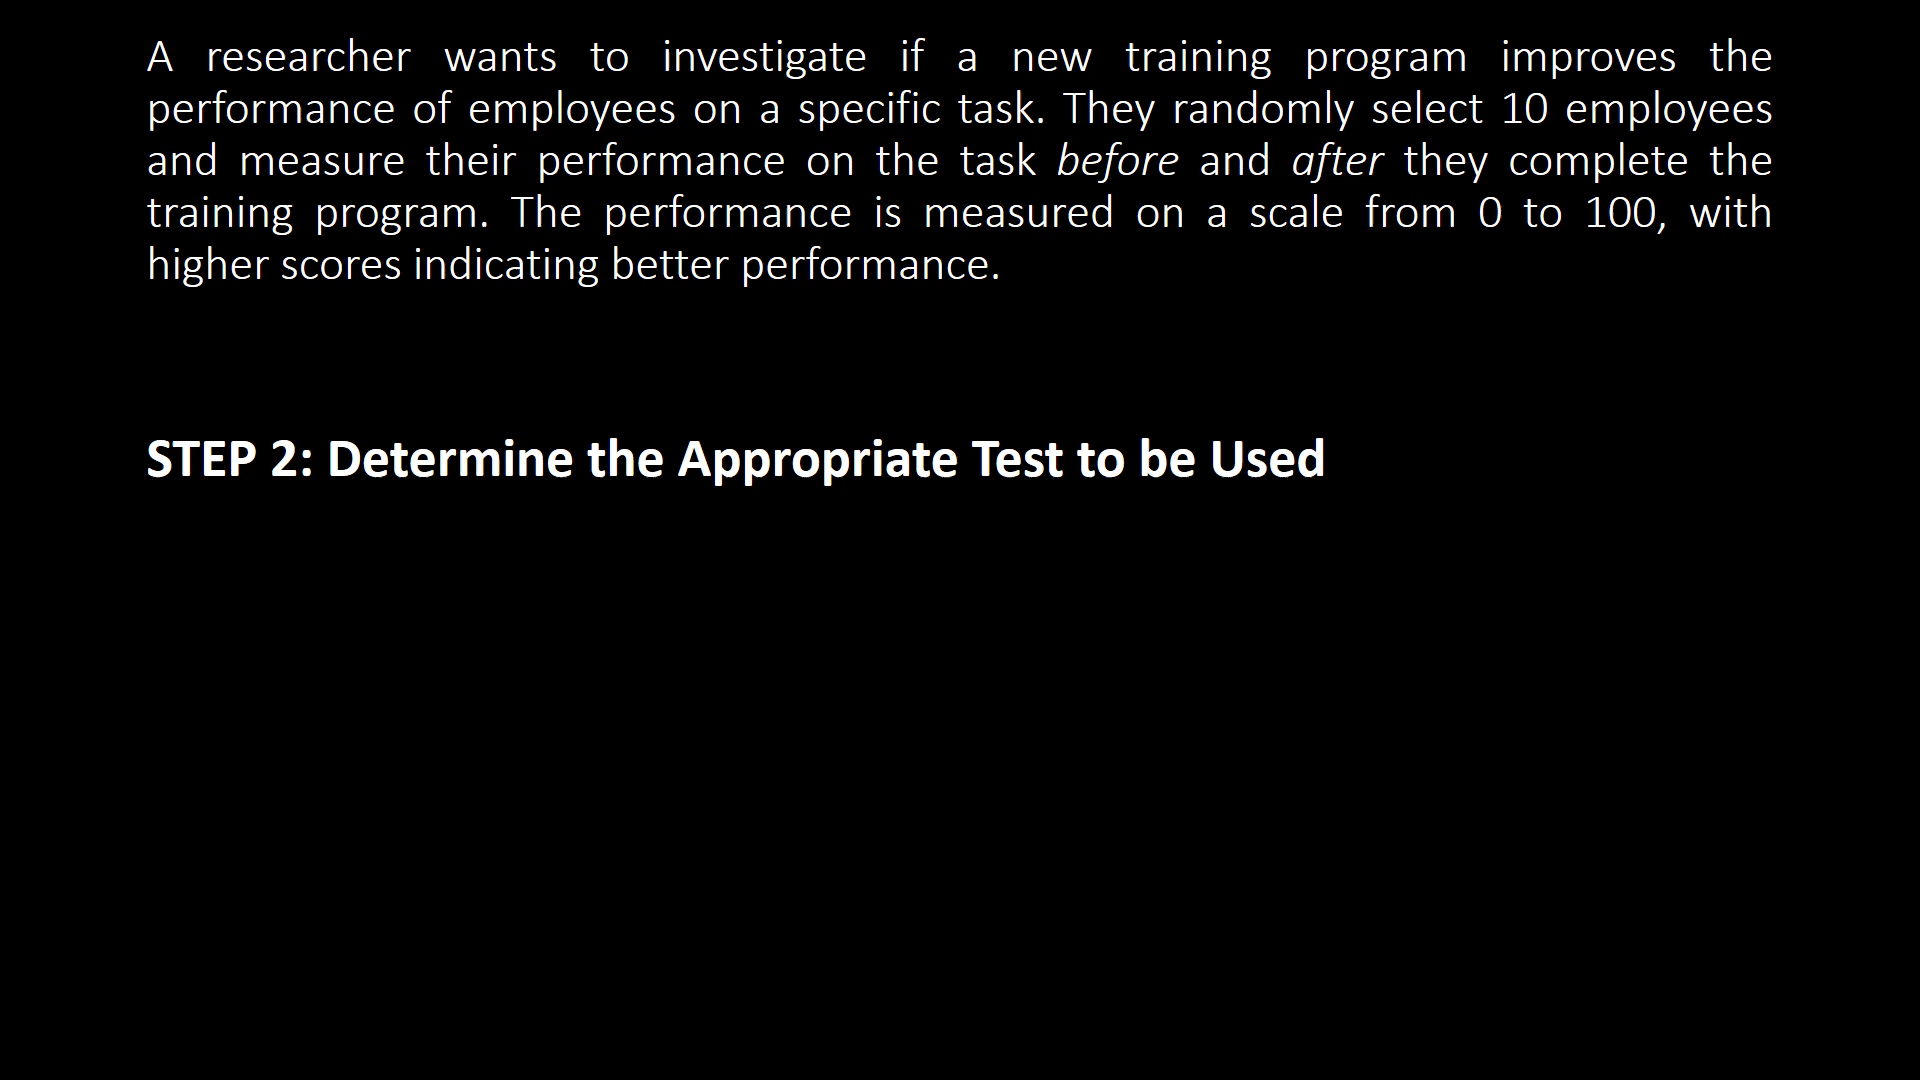 A researcher wants to investigate if a new training program improves the
performance of employees on a specific task. They randomly select 10 employees
and measure their performance on the task before and after they complete the
training program. The performance is measured on a scale from 0 to 100, with
higher scores indicating better performance.
STEP 2: Determine the Appropriate Test to be Used